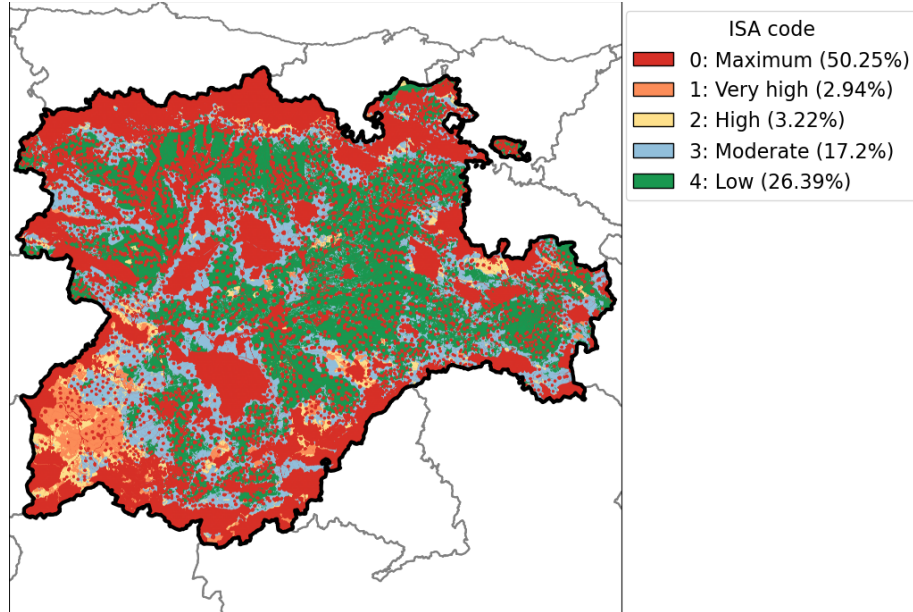 ISA code
0: Maximum (50.25%)
1: Very high (2.94%)
2: High (3.22%)
3: Moderate (17.2%)
4: Low (26.39%)